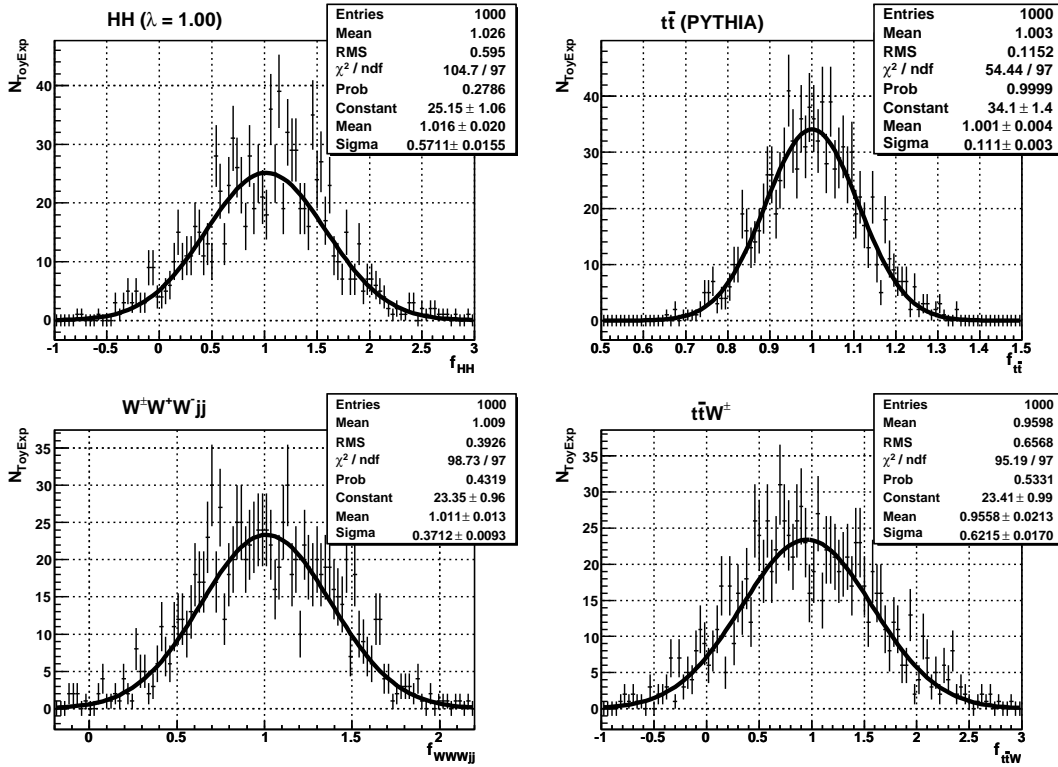 HH (λ = 1.00)
Entries 1000
Mean 1.026
RMS 0.595
χ² / ndf 104.7 / 97
Prob 0.2786
Constant 25.15 ± 1.06
Mean 1.016 ± 0.020
Sigma 0.5711 ± 0.0155
N_ToyExp
40
30
20
10
0
-1 -0.5 0 0.5 1 1.5 2 2.5 3
f_HH
tt̄ (PYTHIA)
Entries 1000
Mean 1.003
RMS 0.1152
χ² / ndf 54.44 / 97
Prob 0.9999
Constant 34.1 ± 1.4
Mean 1.001 ± 0.004
Sigma 0.111 ± 0.003
N_ToyExp
40
30
20
10
0
0.5 0.6 0.7 0.8 0.9 1 1.1 1.2 1.3 1.4 1.5
f_tt̄
W±W⁺W⁻jj
Entries 1000
Mean 1.009
RMS 0.3926
χ² / ndf 98.73 / 97
Prob 0.4319
Constant 23.35 ± 0.96
Mean 1.011 ± 0.013
Sigma 0.3712 ± 0.0093
N_ToyExp
35
30
25
20
15
10
5
0
0 0.5 1 1.5 2
f_WWWjj
tt̄W±
Entries 1000
Mean 0.9598
RMS 0.6568
χ² / ndf 95.19 / 97
Prob 0.5331
Constant 23.41 ± 0.99
Mean 0.9558 ± 0.0213
Sigma 0.6215 ± 0.0170
N_ToyExp
35
30
25
20
15
10
5
0
-1 -0.5 0 0.5 1 1.5 2 2.5 3
f_tt̄W